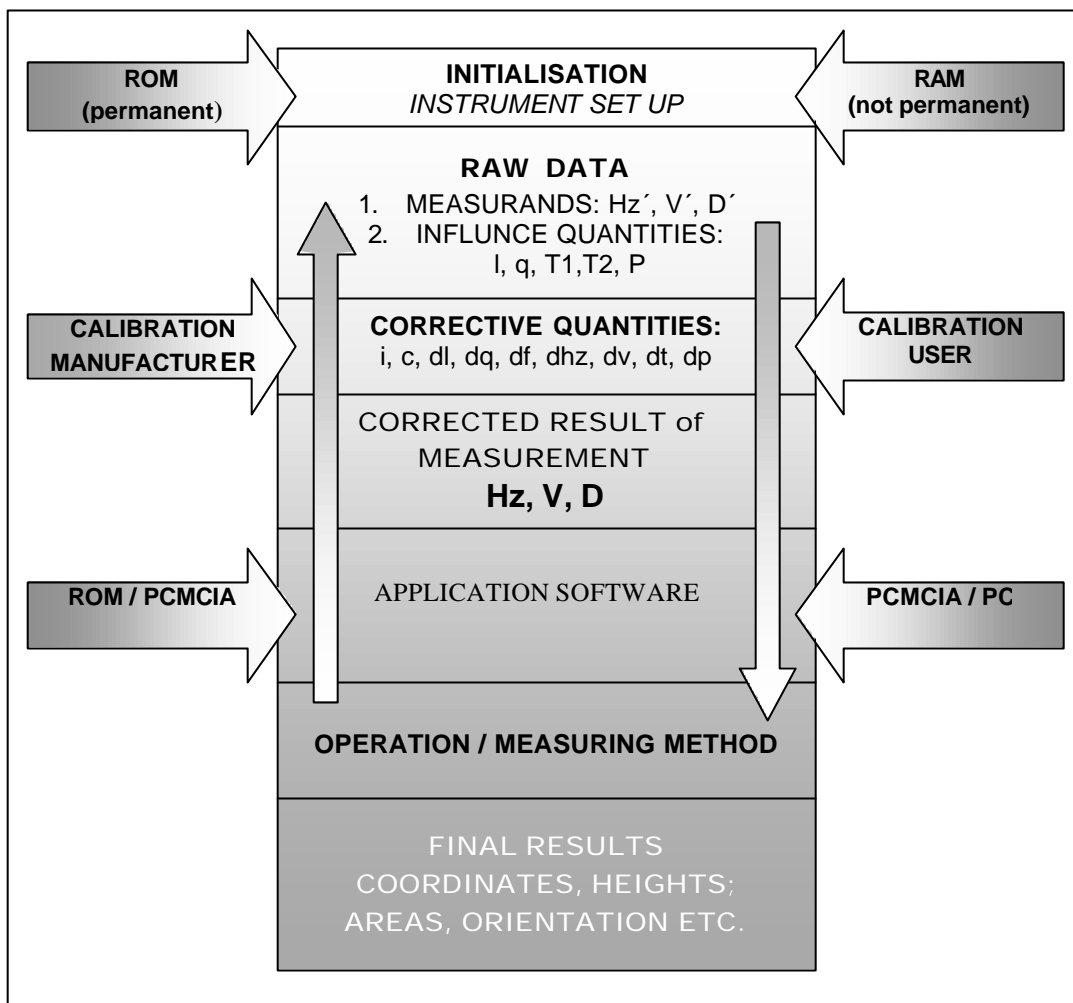 ROM
(permanent)
INITIALISATION
INSTRUMENT SET UP
RAM
(not permanent)
RAW DATA
1. MEASURANDS: Hz´, V´, D´
2. INFLUNCE QUANTITIES:
l, q, T1,T2, P
CALIBRATION
MANUFACTURER
CORRECTIVE QUANTITIES:
i, c, dl, dq, df, dhz, dv, dt, dp
CALIBRATION
USER
CORRECTED RESULT of
MEASUREMENT
Hz, V, D
ROM / PCMCIA
APPLICATION SOFTWARE
PCMCIA / PC
OPERATION / MEASURING METHOD
FINAL RESULTS
COORDINATES, HEIGHTS;
AREAS, ORIENTATION ETC.